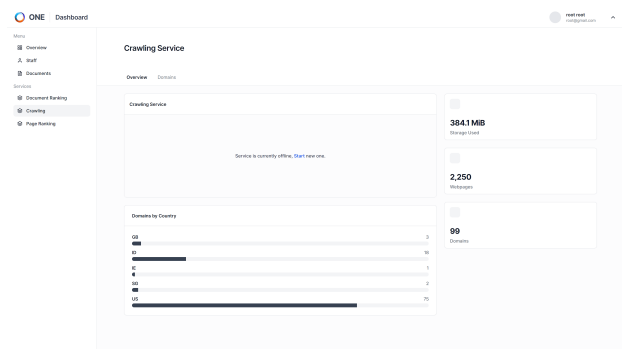 ONE Dashboard
root root
root@gmail.com
Menu
Overview
Staff
Documents
Services
Document Ranking
Crawling
Page Ranking
Crawling Service
Overview Domains
Crawling Service
Service is currently offline, Start new one.
384.1 MiB
Storage Used
2,250
Webpages
99
Domains
Domains by Country
GB 3
ID 18
IE 1
SG 2
US 75